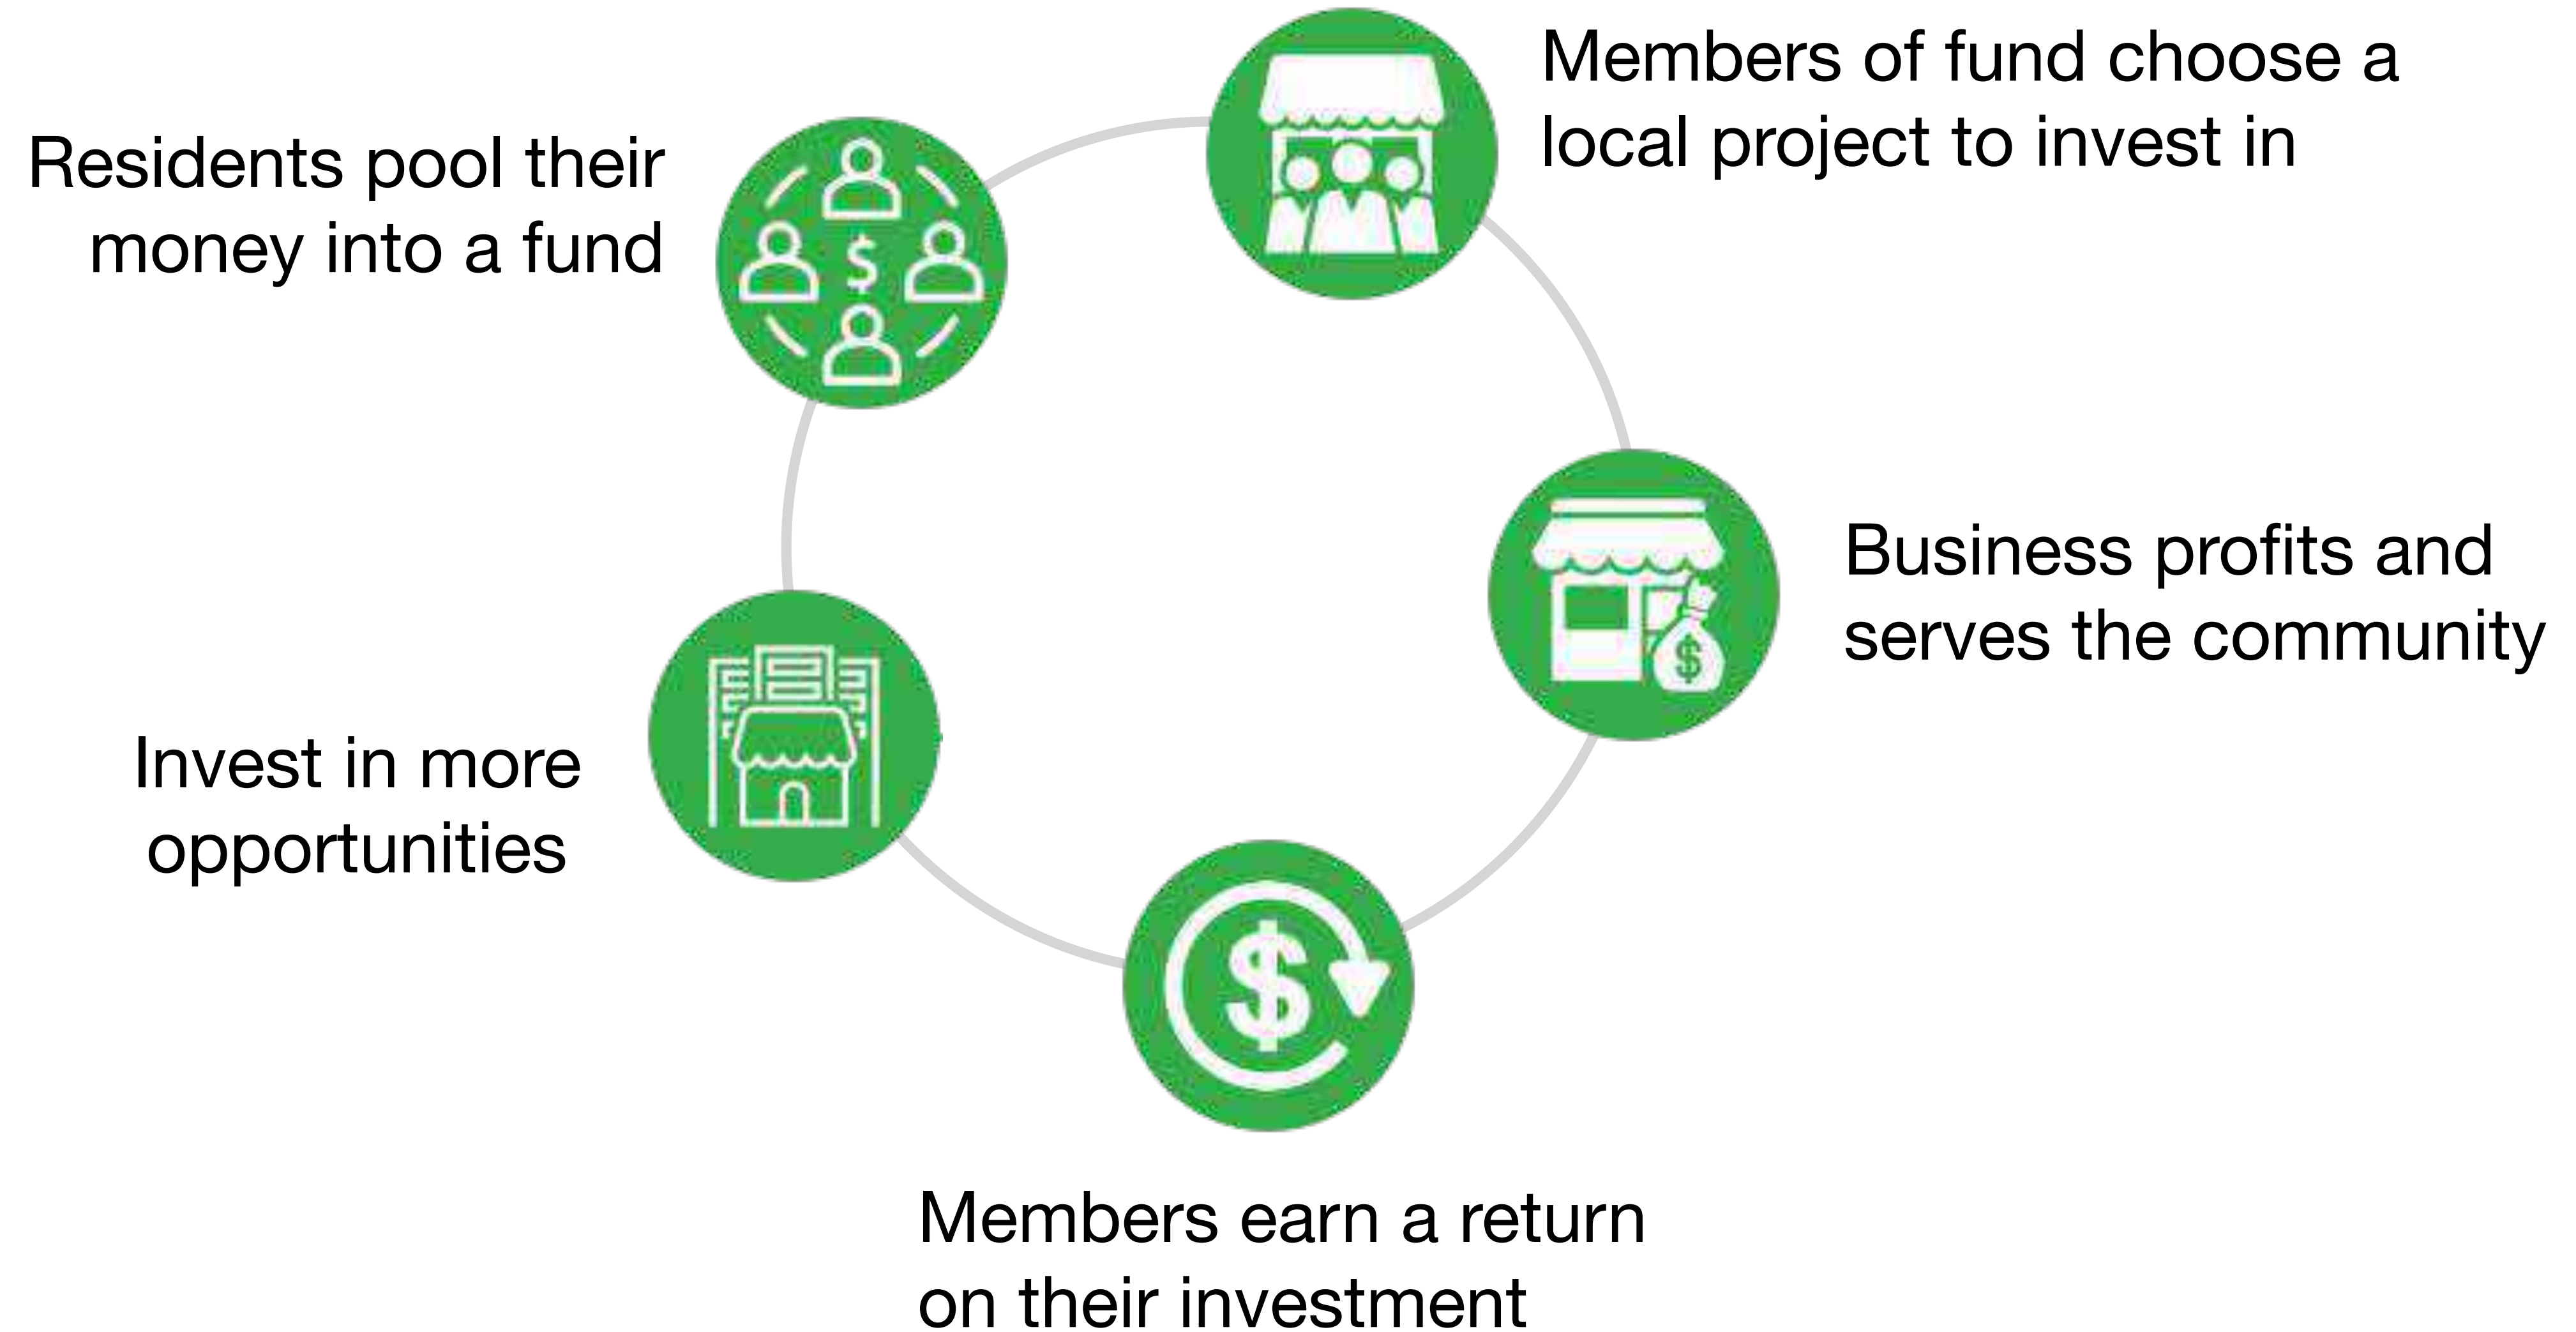 Residents pool their
money into a fund
Members of fund choose a
local project to invest in
Business profits and
serves the community
Members earn a return
on their investment
Invest in more
opportunities
$
$
$